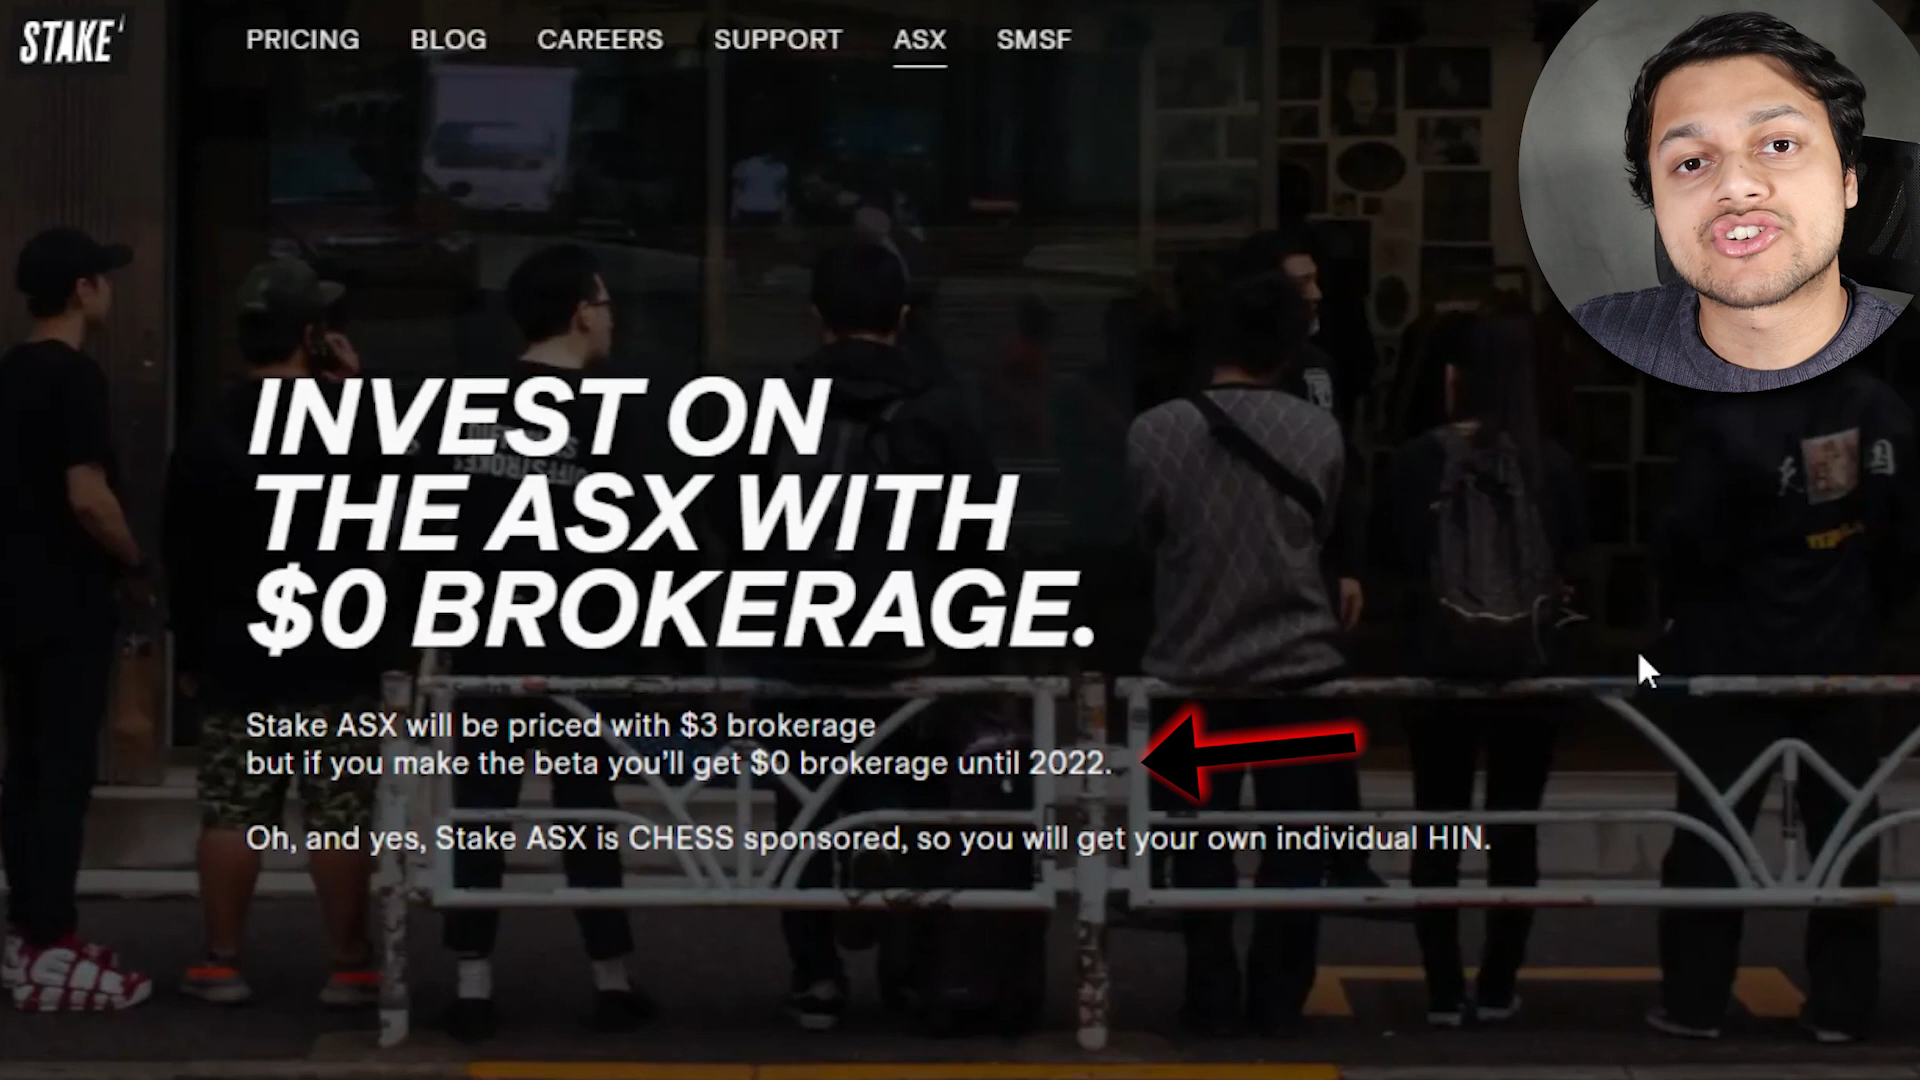 STAKE
PRICING BLOG CAREERS SUPPORT ASX SMSF
INVEST ON
THE ASX WITH
$0 BROKERAGE.
Stake ASX will be priced with $3 brokerage
but if you make the beta you'll get $0 brokerage until 2022.
Oh, and yes, Stake ASX is CHESS sponsored, so you will get your own individual HIN.